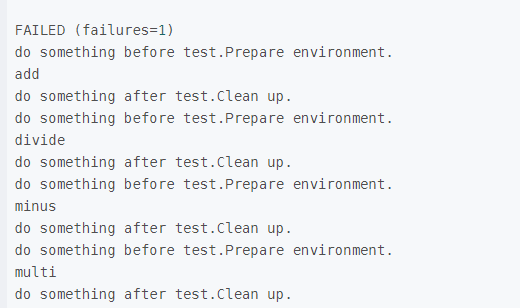 FAILED (failures=1)
do something before test.Prepare environment.
add
do something after test.Clean up.
do something before test.Prepare environment.
divide
do something after test.Clean up.
do something before test.Prepare environment.
minus
do something after test.Clean up.
do something before test.Prepare environment.
multi
do something after test.Clean up.